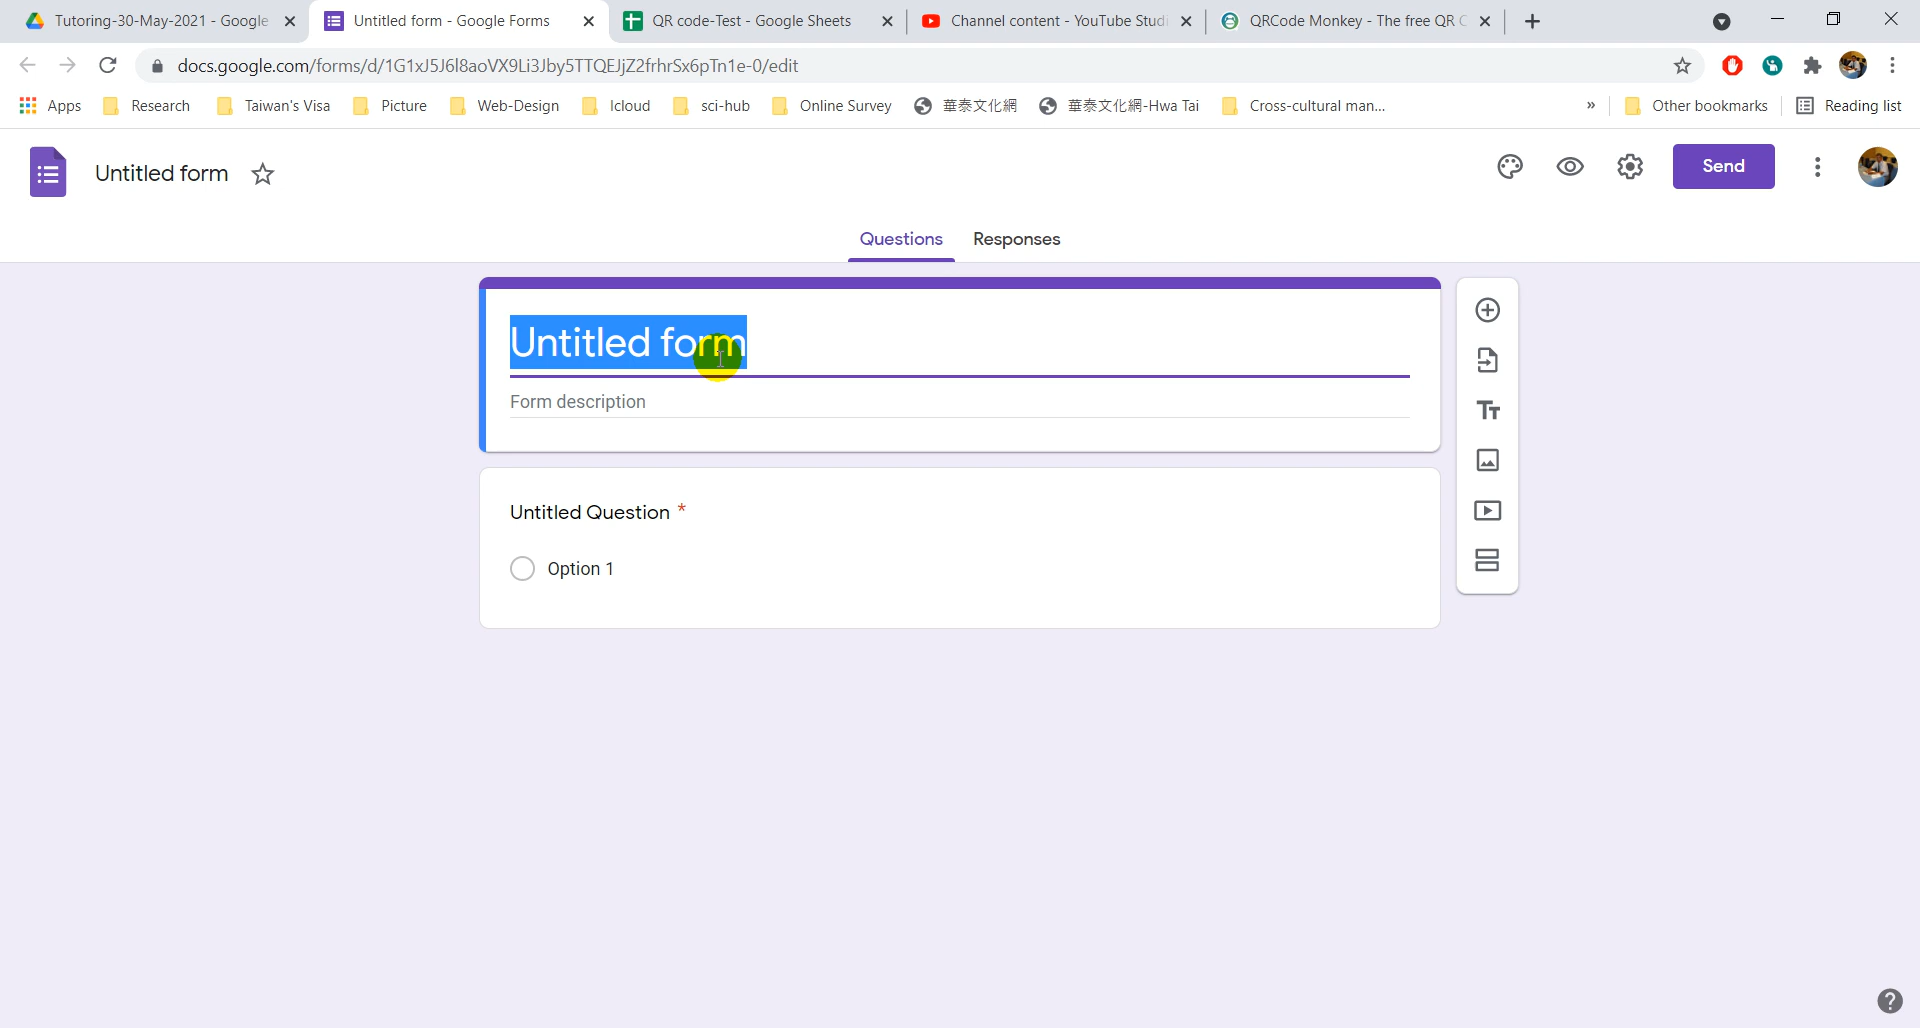 Tutoring-30-May-2021 - Google
Untitled form - Google Forms
QR code-Test - Google Sheets
Channel content - YouTube Studi
QRCode Monkey - The free QR C
docs.google.com/forms/d/1G1xJ5J6l8aoVX9Li3Jby5TTQEJjZ2frhrSx6pTn1e-0/edit
Apps
Research
Taiwan's Visa
Picture
Web-Design
Icloud
sci-hub
Online Survey
華泰文化網
華泰文化網-Hwa Tai
Cross-cultural man...
»
Other bookmarks
Reading list
Untitled form
Send
Questions
Responses
Untitled form
Form description
Untitled Question *
Option 1